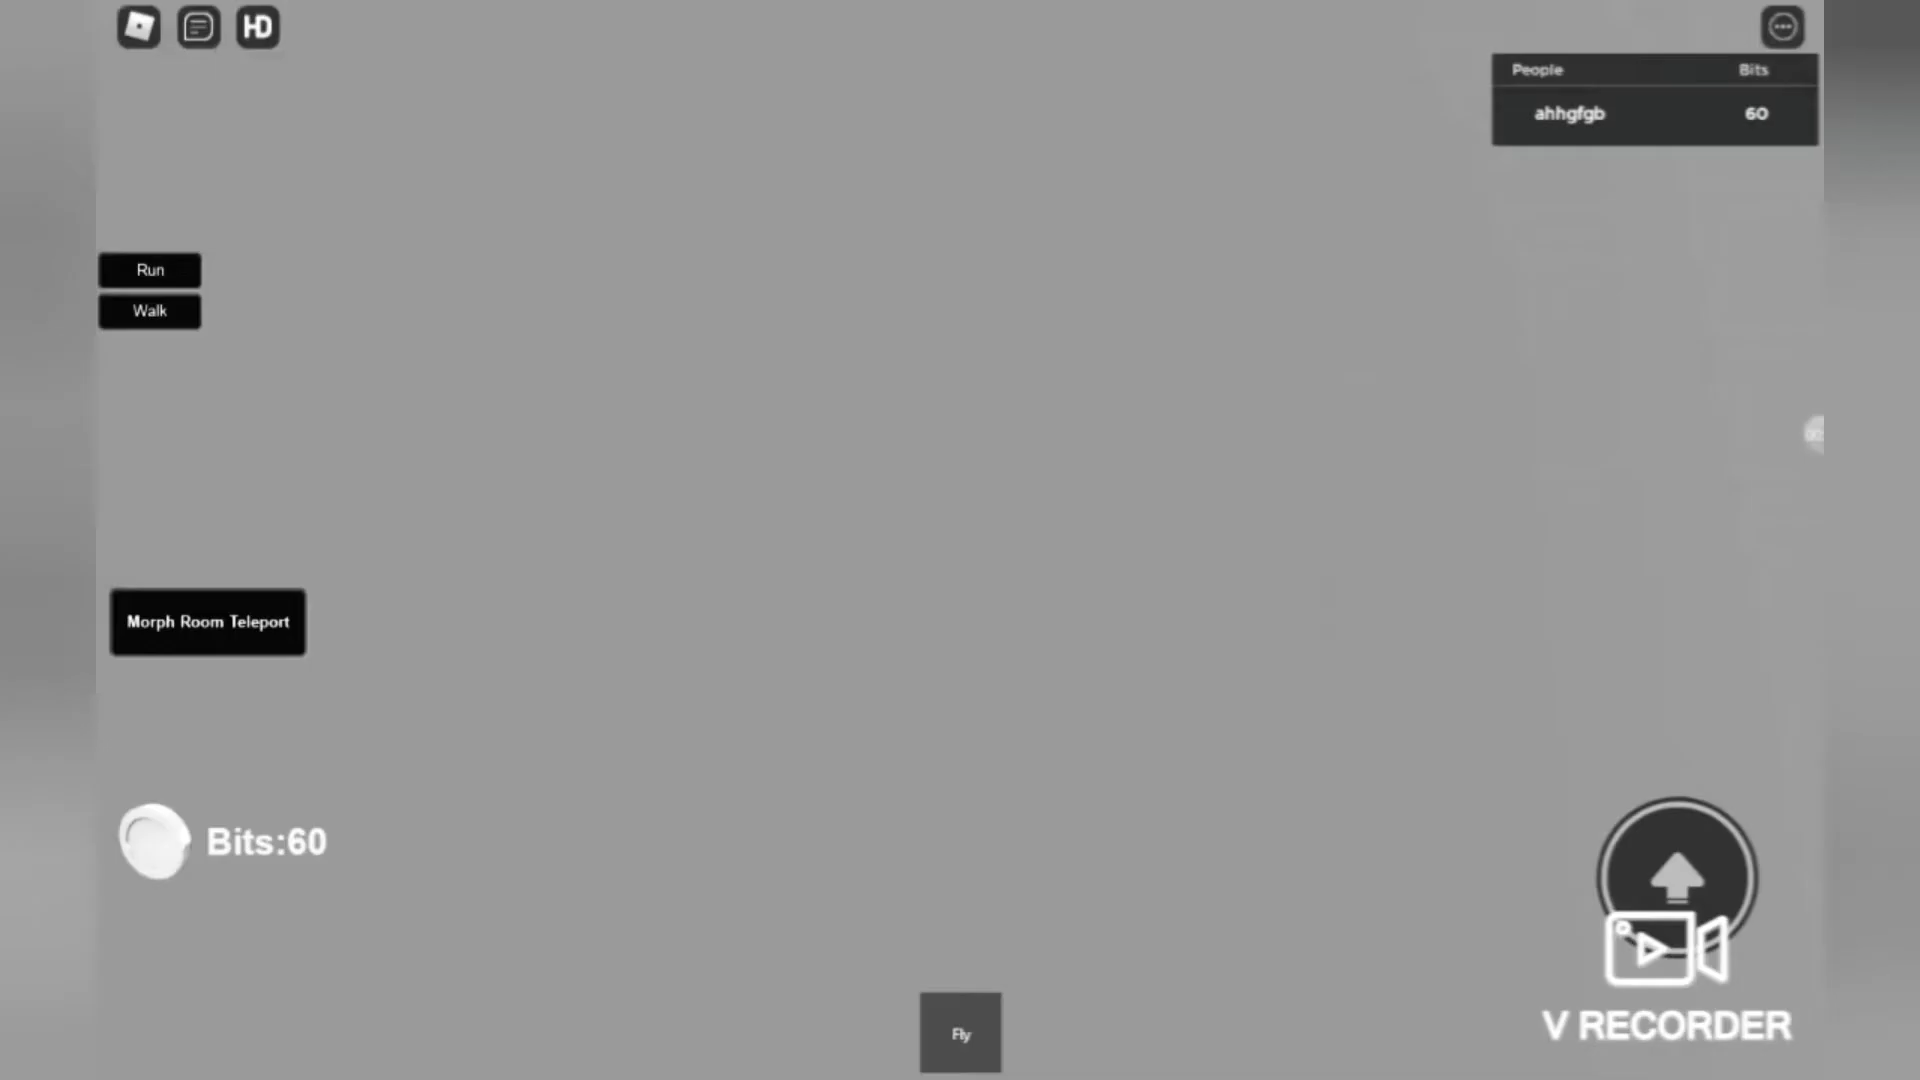 HD
People Bits
ahhgfgb 60
Run
Walk
Morph Room Teleport
Bits:60
Fly
V RECORDER